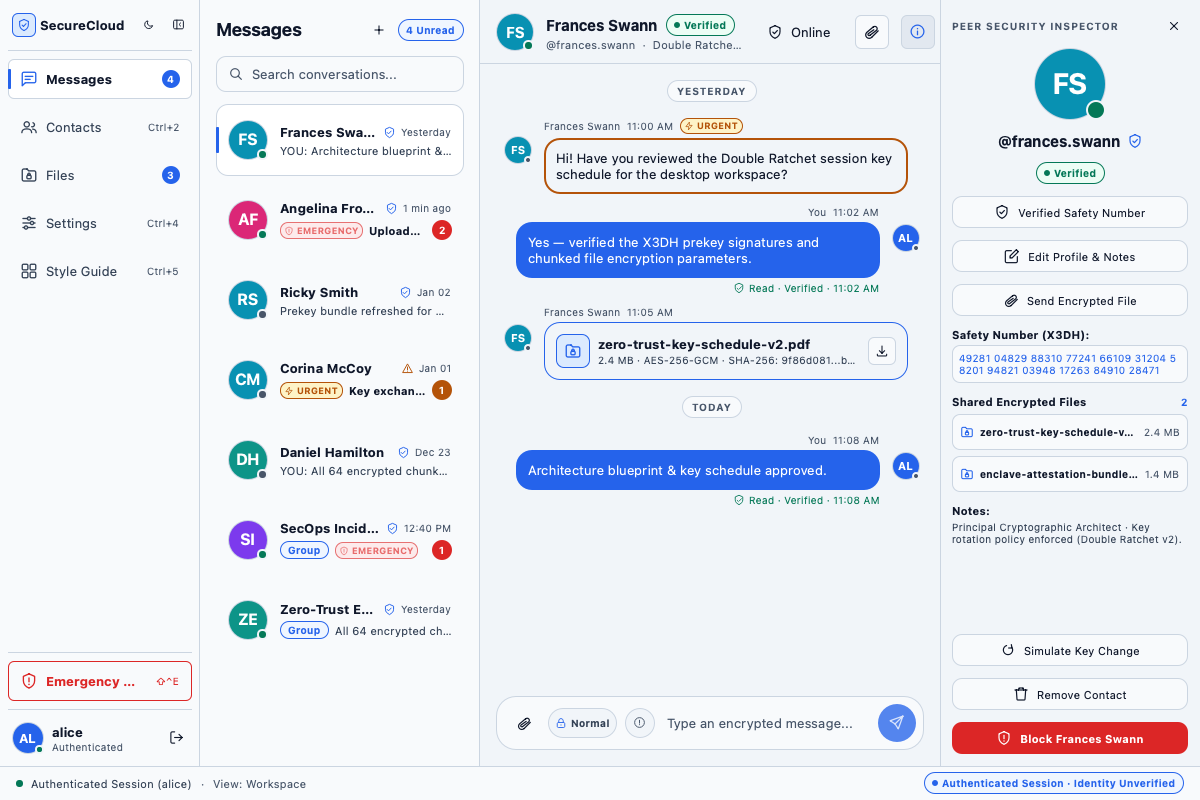 SecureCloud
Messages
4
Contacts
Ctrl+2
Files
3
Settings
Ctrl+4
Style Guide
Ctrl+5
Emergency ...
⇧^E
AL
alice
Authenticated
Messages
4 Unread
Search conversations...
FS
Frances Swa...
Yesterday
YOU: Architecture blueprint &...
AF
Angelina Fro...
1 min ago
EMERGENCY
Upload...
2
RS
Ricky Smith
Jan 02
Prekey bundle refreshed for ...
CM
Corina McCoy
Jan 01
URGENT
Key exchan...
1
DH
Daniel Hamilton
Dec 23
YOU: All 64 encrypted chunk...
SI
SecOps Incid...
12:40 PM
Group
EMERGENCY
1
ZE
Zero-Trust E...
Yesterday
Group
All 64 encrypted ch...
FS
Frances Swann
Verified
@frances.swann · Double Ratche...
Online
YESTERDAY
Frances Swann 11:00 AM
URGENT
FS
Hi! Have you reviewed the Double Ratchet session key
schedule for the desktop workspace?
You 11:02 AM
Yes — verified the X3DH prekey signatures and
chunked file encryption parameters.
AL
Read · Verified · 11:02 AM
Frances Swann 11:05 AM
FS
zero-trust-key-schedule-v2.pdf
2.4 MB · AES-256-GCM · SHA-256: 9f86d081...b...
TODAY
You 11:08 AM
Architecture blueprint & key schedule approved.
AL
Read · Verified · 11:08 AM
Normal
Type an encrypted message...
PEER SECURITY INSPECTOR
FS
@frances.swann
Verified
Verified Safety Number
Edit Profile & Notes
Send Encrypted File
Safety Number (X3DH):
49281 04829 88310 77241 66109 31204 5
8201 94821 03948 17263 84910 28471
Shared Encrypted Files
2
zero-trust-key-schedule-v...
2.4 MB
enclave-attestation-bundle...
1.4 MB
Notes:
Principal Cryptographic Architect · Key
rotation policy enforced (Double Ratchet v2).
Simulate Key Change
Remove Contact
Block Frances Swann
Authenticated Session (alice) · View: Workspace
Authenticated Session · Identity Unverified